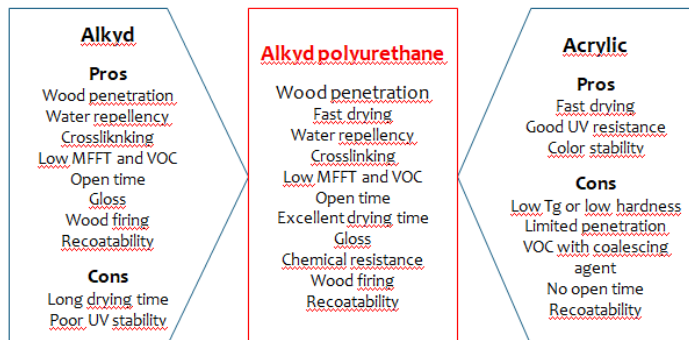 Alkyd
Pros
Wood penetration
Water repellency
Crossliknking
Low MFFT and VOC
Open time
Gloss
Wood firing
Recoatability
Cons
Long drying time
Poor UV stability
Alkyd polyurethane
Wood penetration
Fast drying
Water repellency
Crosslinking
Low MFFT and VOC
Open time
Excellent drying time
Gloss
Chemical resistance
Wood firing
Recoatability
Acrylic
Pros
Fast drying
Good UV resistance
Color stability
Cons
Low Tg or low hardness
Limited penetration
VOC with coalescing
agent
No open time
Recoatability